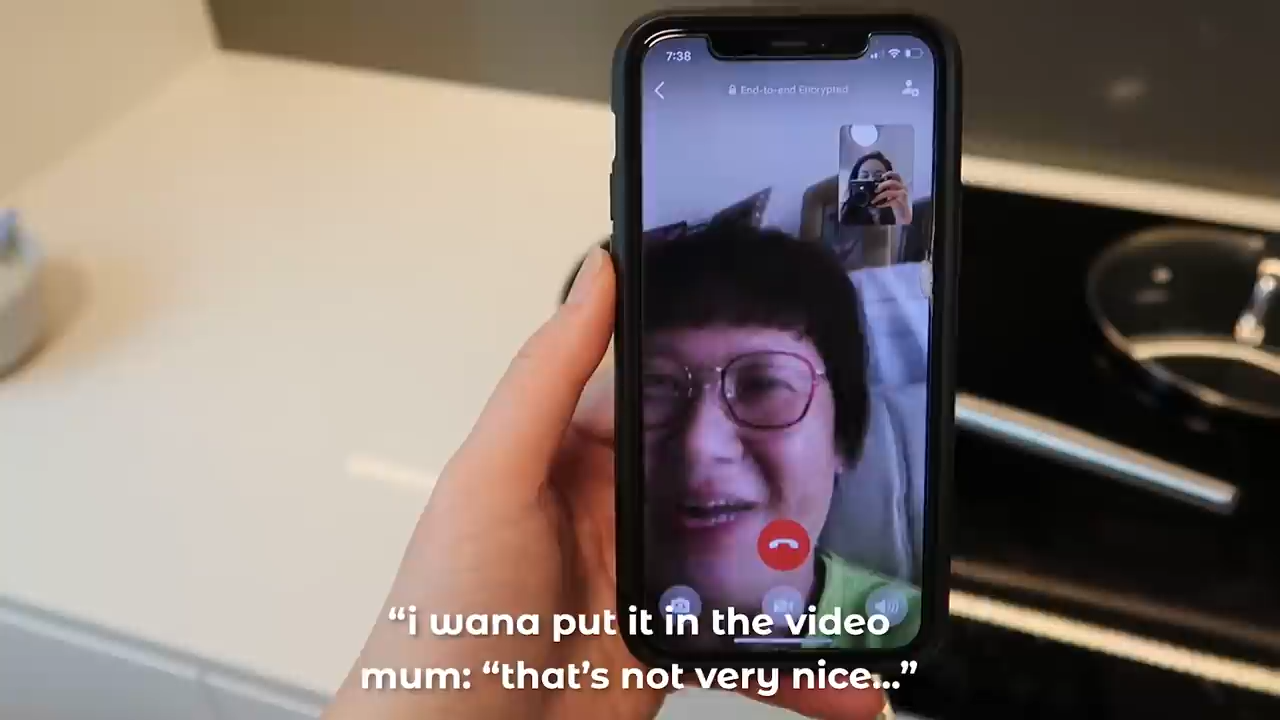 7:38
End-to-end Encrypted
“i wana put it in the video
mum: “that’s not very nice...”